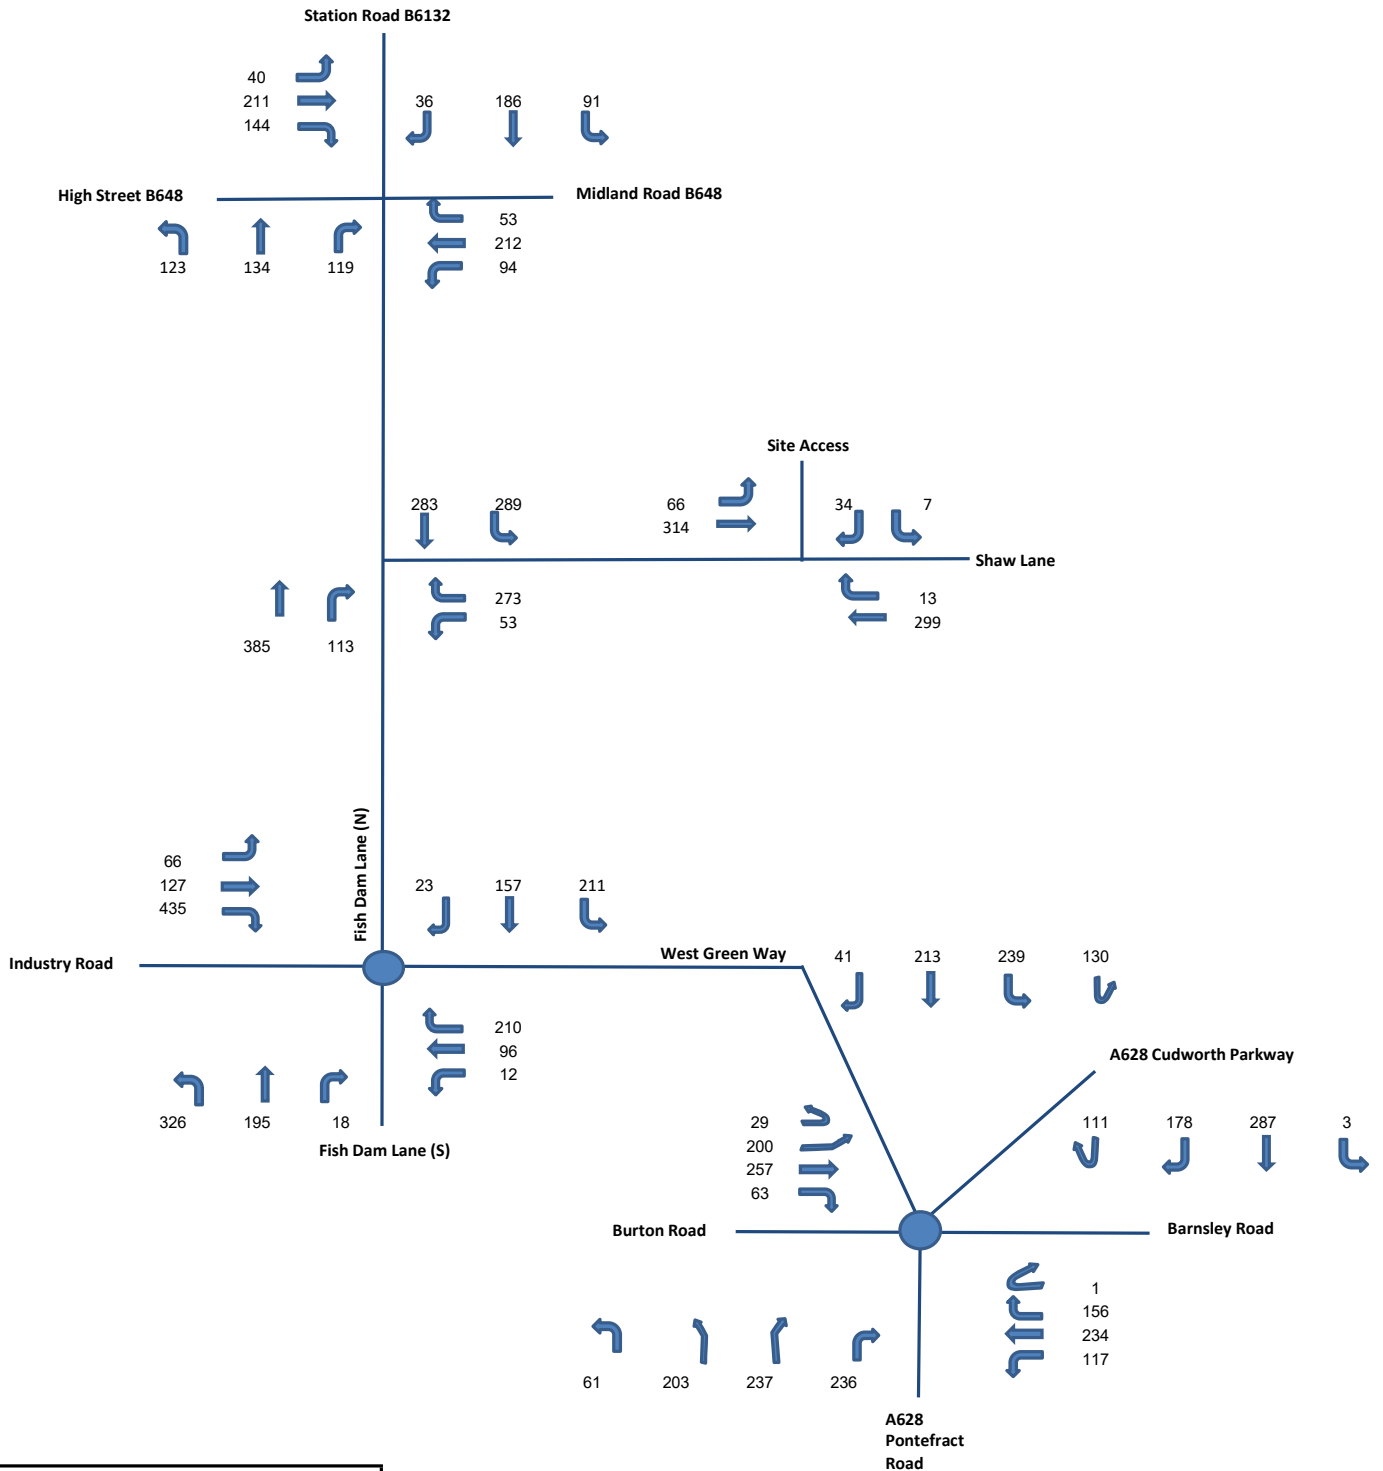 Station Road B6132
40
211
144
36 186 91
High Street B648
Midland Road B648
53
212
94
123 134 119
Site Access
283 289
66
314
34 7
Shaw Lane
273
53
13
299
385 113
Fish Dam Lane (N)
66
127
435
23 157 211
Industry Road
West Green Way
41 213 239 130
210
96
12
A628 Cudworth Parkway
326 195 18
Fish Dam Lane (S)
29
200
257
63
111 178 287 3
Burton Road
Barnsley Road
1
156
234
117
61 203 237 236
A628
Pontefract
Road